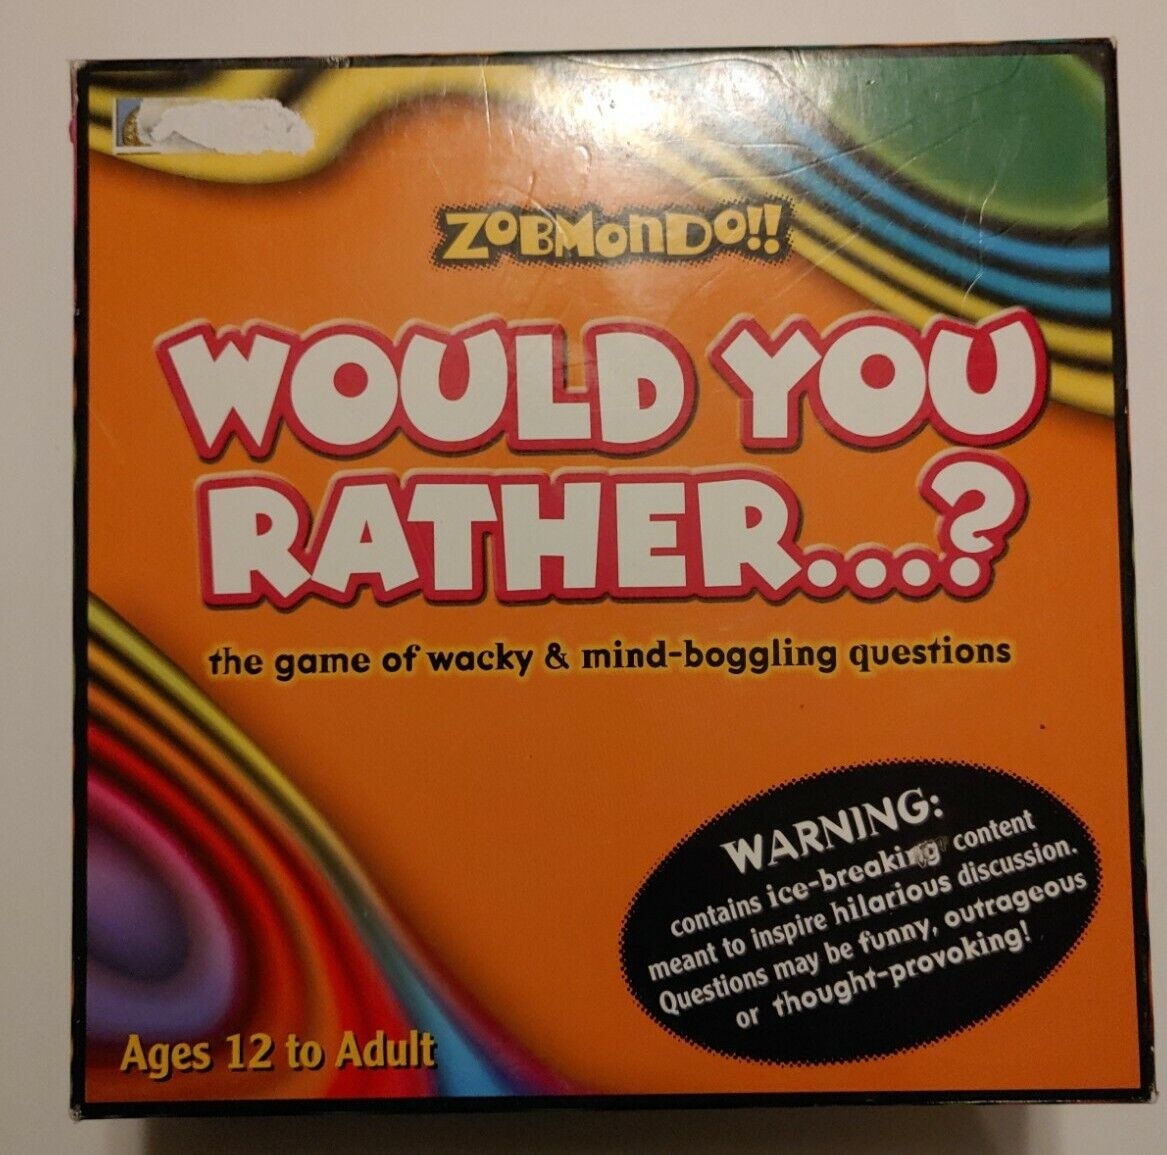 ZOBMONDO!!
WOULD YOU
RATHER...?
the game of wacky & mind-boggling questions
WARNING:
contains ice-breaking content
meant to inspire hilarious discussion.
Questions may be funny, outrageous
or thought-provoking!
Ages 12 to Adult